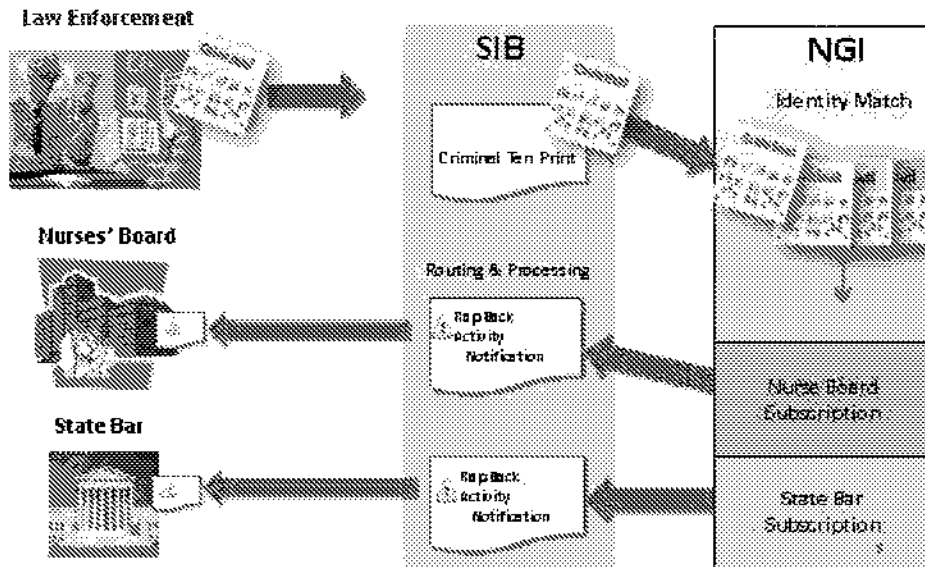 Law Enforcement
SIB
NGI
Identity Match
Criminal Ten Print
Nurses' Board
Routing & Processing
Rap Back
Activity
Notification
Nurse Board
Subscription
State Bar
Rap Back
Activity
Notification
State Bar
Subscription